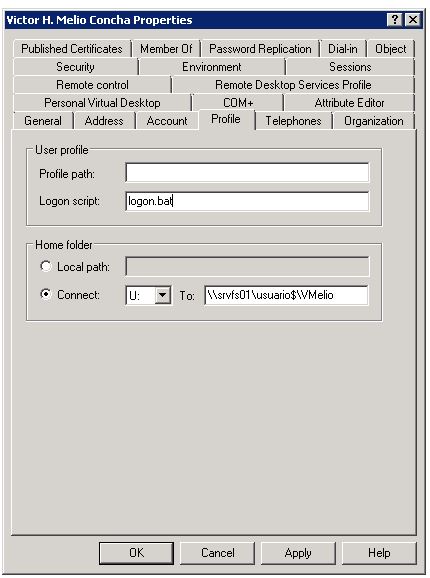 Victor H. Melio Concha Properties
Published Certificates Member Of Password Replication Dial-in Object
Security Environment Sessions
Remote control Remote Desktop Services Profile
Personal Virtual Desktop COM+ Attribute Editor
General Address Account Profile Telephones Organization
User profile
Profile path:
Logon script: logon.bat
Home folder
Local path:
Connect: U: To: \\srvfs01\usuario$\VMelio
OK Cancel Apply Help